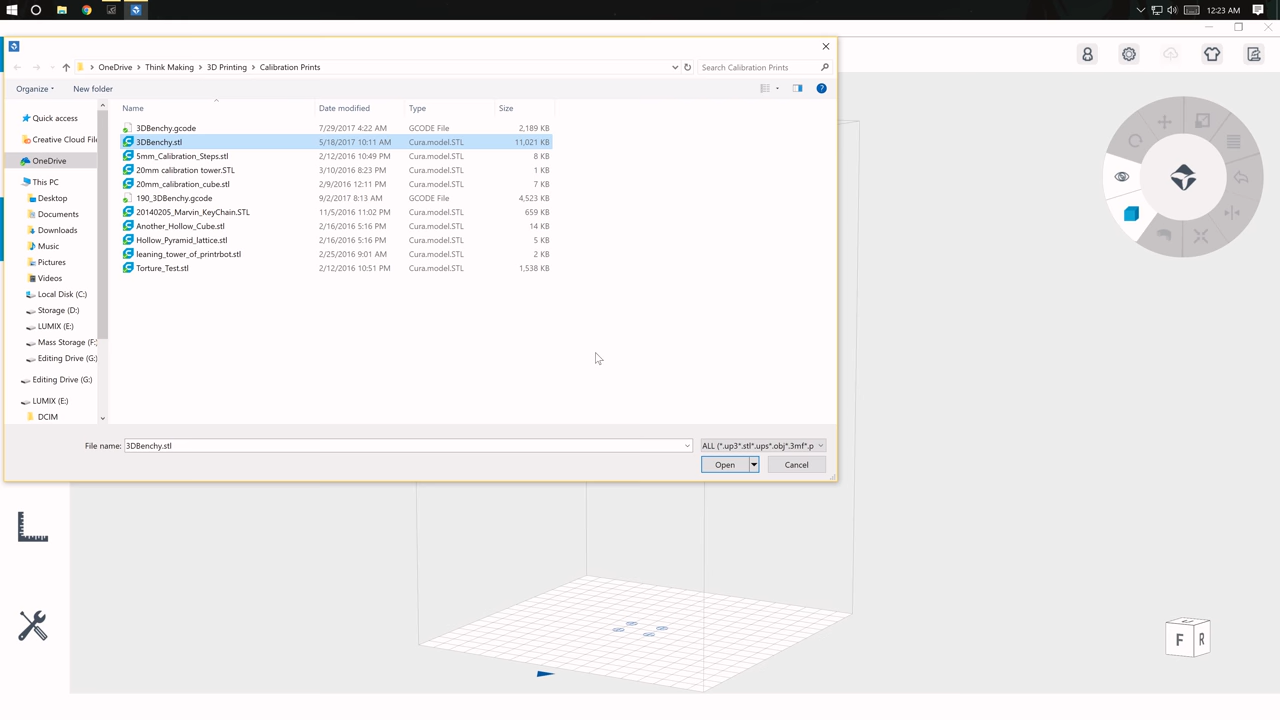 12:23 AM
OneDrive > Think Making > 3D Printing > Calibration Prints
Search Calibration Prints
Organize
New folder
Name Date modified Type Size
3DBenchy.gcode 7/29/2017 4:22 AM GCODE File 2,189 KB
3DBenchy.stl 5/18/2017 10:11 AM Cura.model.STL 11,021 KB
5mm_Calibration_Steps.stl 2/12/2016 10:49 PM Cura.model.STL 8 KB
20mm calibration tower.STL 3/10/2016 8:23 PM Cura.model.STL 1 KB
20mm_calibration_cube.stl 2/9/2016 12:11 PM Cura.model.STL 7 KB
190_3DBenchy.gcode 9/2/2017 8:13 AM GCODE File 4,523 KB
20140205_Marvin_KeyChain.STL 11/5/2016 11:02 PM Cura.model.STL 659 KB
Another_Hollow_Cube.stl 2/16/2016 5:16 PM Cura.model.STL 14 KB
Hollow_Pyramid_lattice.stl 2/16/2016 5:16 PM Cura.model.STL 5 KB
leaning_tower_of_printrbot.stl 2/25/2016 9:01 AM Cura.model.STL 2 KB
Torture_Test.stl 2/12/2016 10:51 PM Cura.model.STL 1,538 KB
Quick access
Creative Cloud File
OneDrive
This PC
Desktop
Documents
Downloads
Music
Pictures
Videos
Local Disk (C:)
Storage (D:)
LUMIX (E:)
Mass Storage (F:
Editing Drive (G:)
Editing Drive (G:)
LUMIX (E:)
DCIM
File name: 3DBenchy.stl
ALL (*.up3*.stl*.ups*.obj*.3mf*.p
Open
Cancel
F R